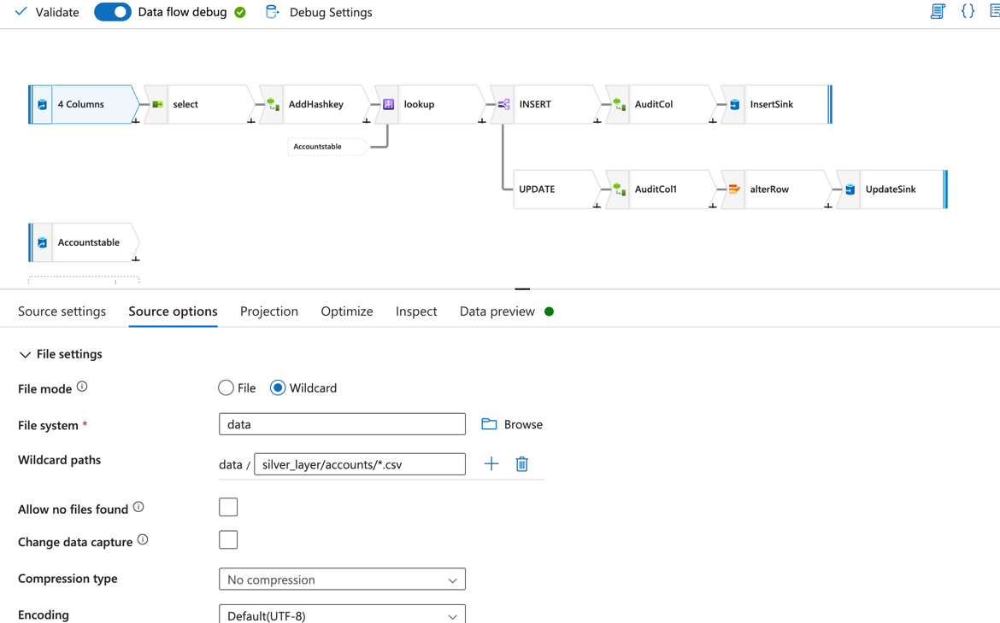 Validate Data flow debug Debug Settings
4 Columns select AddHashkey lookup INSERT AuditCol InsertSink
Accountstable
UPDATE AuditCol1 alterRow UpdateSink
Accountstable
Source settings Source options Projection Optimize Inspect Data preview
File settings
File mode File Wildcard
File system * data Browse
Wildcard paths data / silver_layer/accounts/*.csv
Allow no files found
Change data capture
Compression type No compression
Encoding Default(UTF-8)